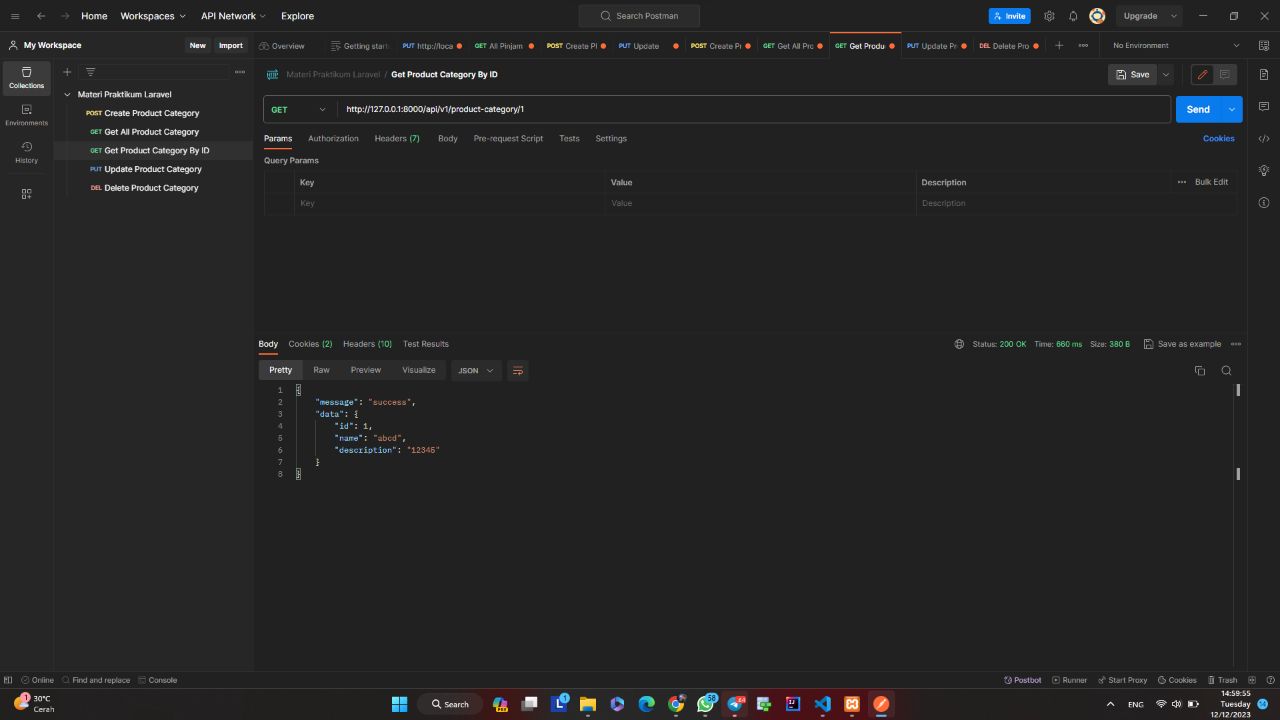 Home Workspaces API Network Explore Search Postman Invite Upgrade
My Workspace New Import Overview Getting start PUT http://loca GET All Pinjam POST Create Pl PUT Update POST Create Pr GET Get All Prc GET Get Produ PUT Update Pr DEL Delete Pro No Environment
Collections
Environments
History
Materi Praktikum Laravel
POST Create Product Category
GET Get All Product Category
GET Get Product Category By ID
PUT Update Product Category
DEL Delete Product Category
HTTP Materi Praktikum Laravel / Get Product Category By ID Save
GET http://127.0.0.1:8000/api/v1/product-category/1 Send
Params Authorization Headers (7) Body Pre-request Script Tests Settings Cookies
Query Params
Key Value Description Bulk Edit
Key Value Description
Body Cookies (2) Headers (10) Test Results Status: 200 OK Time: 660 ms Size: 380 B Save as example
Pretty Raw Preview Visualize JSON
1 {
2 "message": "success",
3 "data": {
4 "id": 1,
5 "name": "abcd",
6 "description": "12345"
7 }
8 }
Online Find and replace Console Postbot Runner Start Proxy Cookies Trash
1 30°C
Cerah
Search 1 58 ENG
14:59:55
Tuesday
12/12/2023